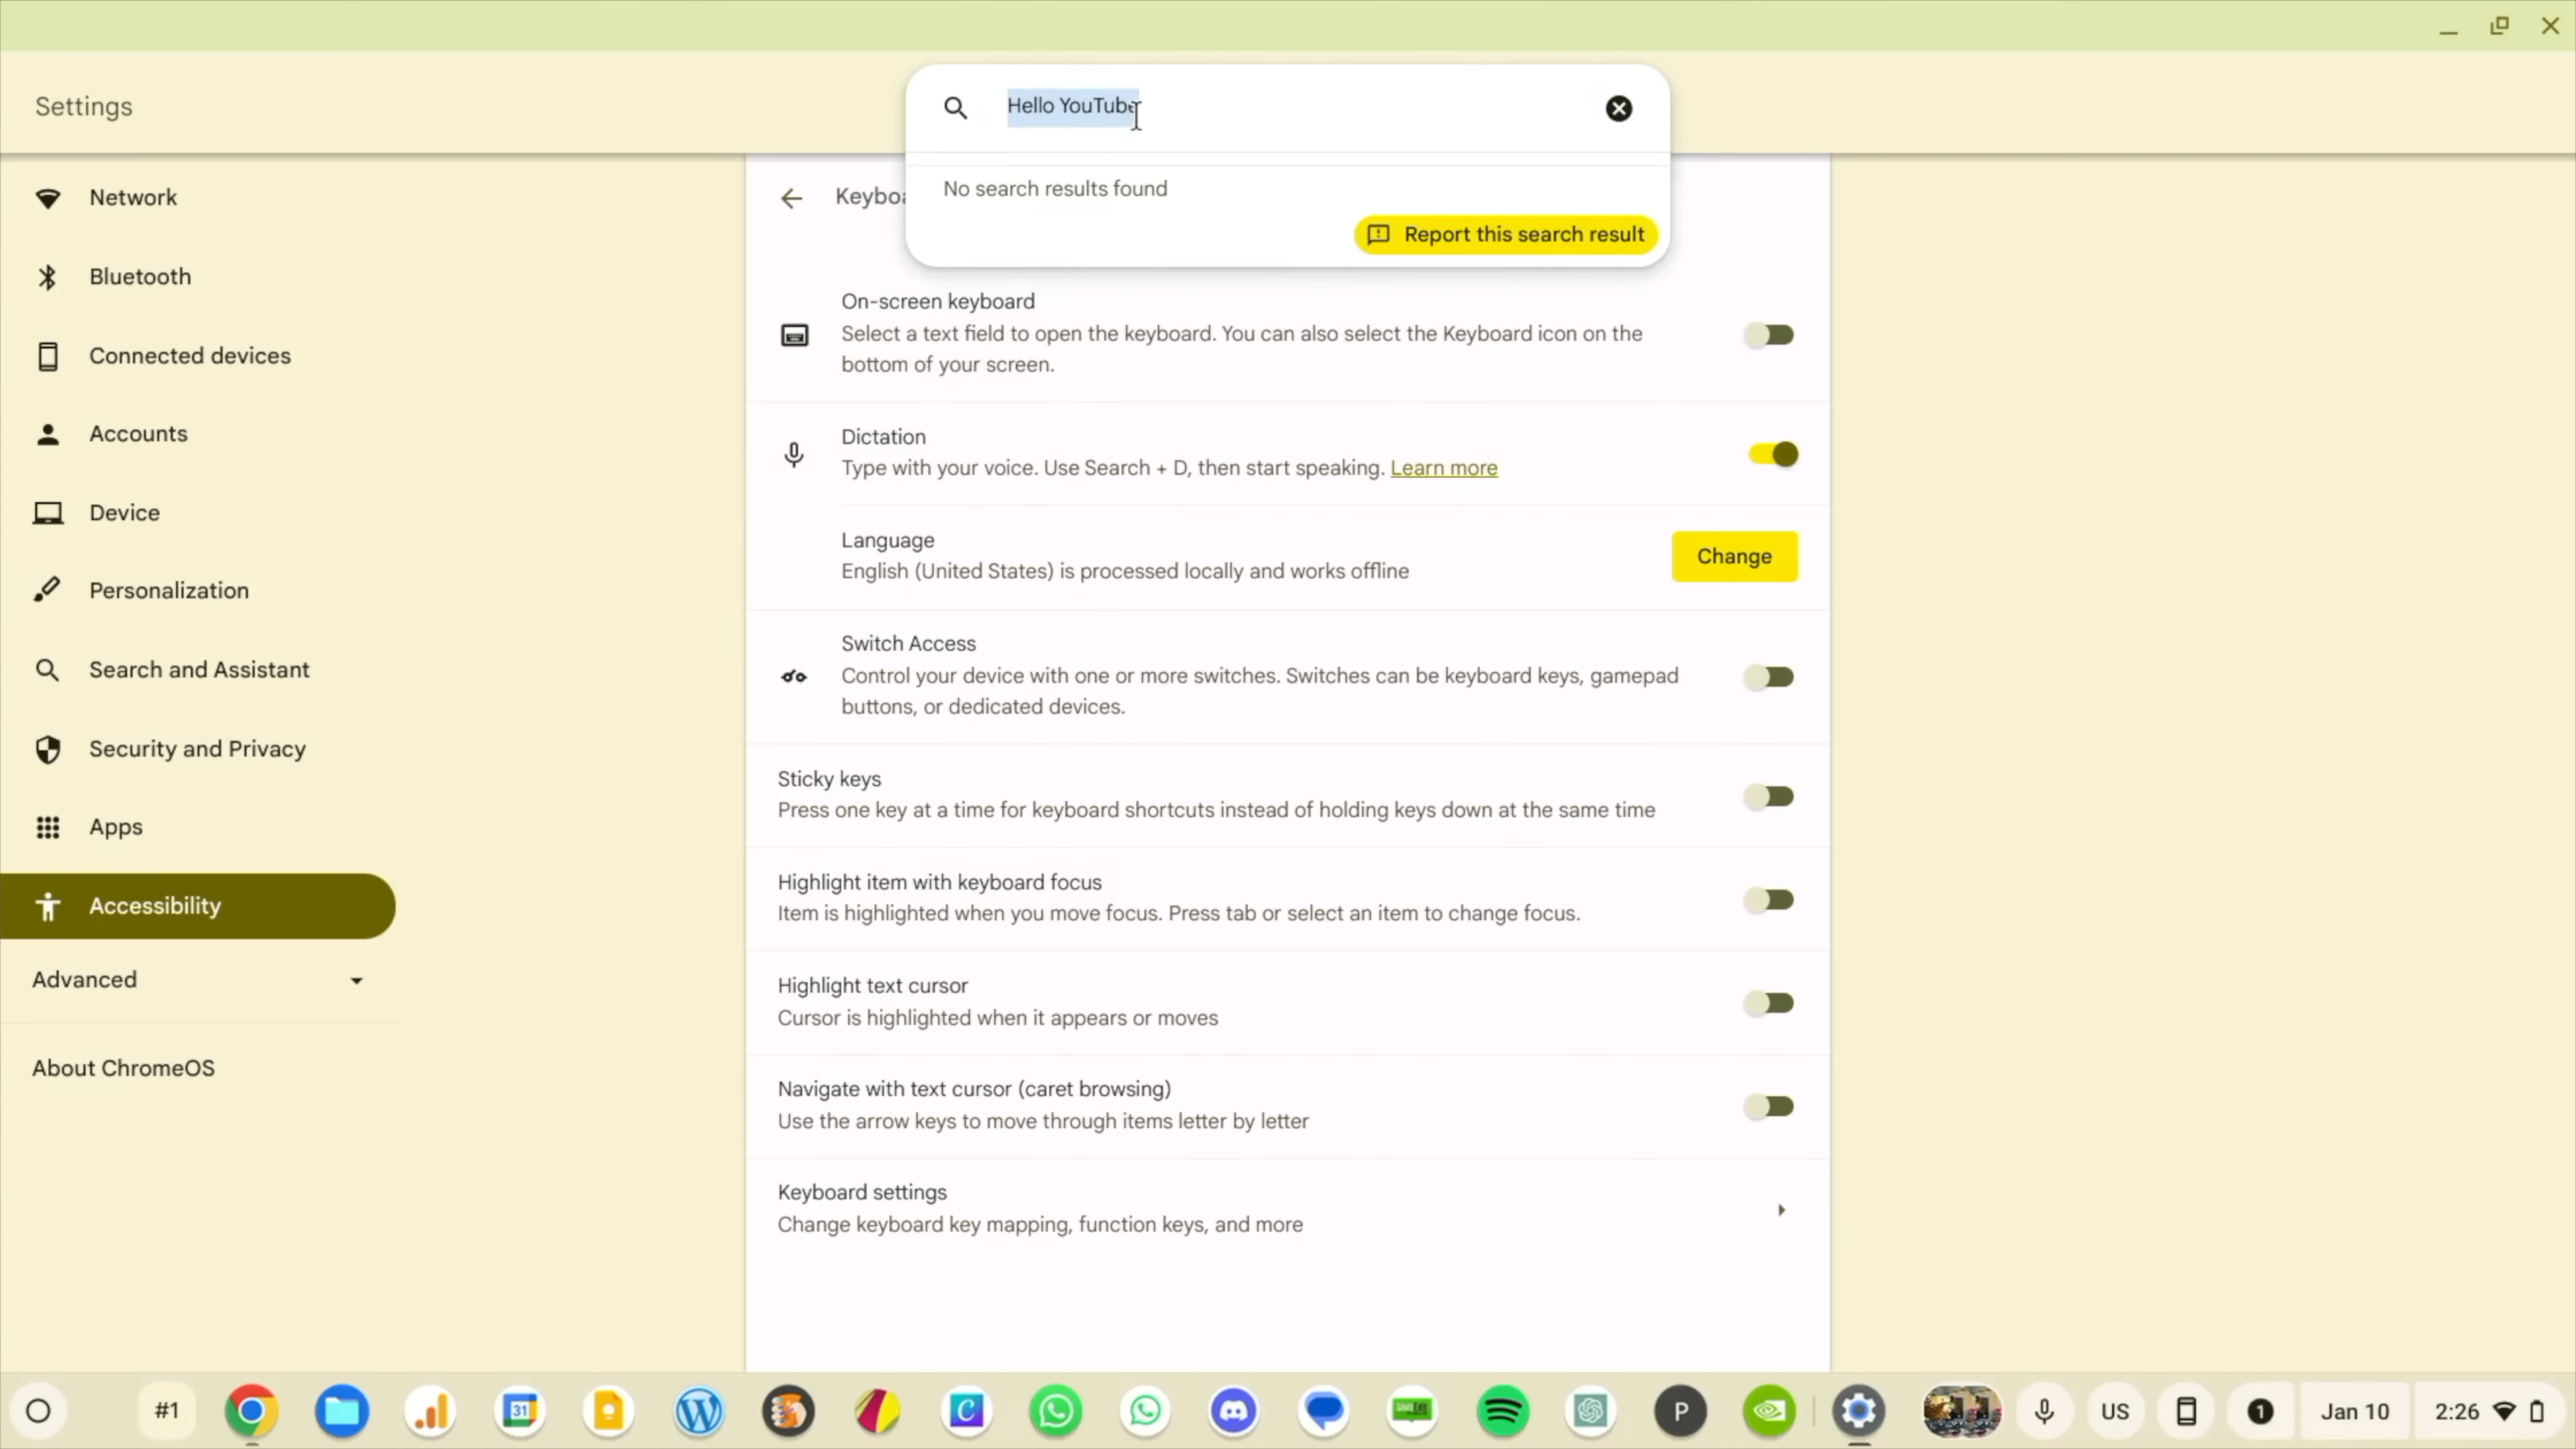 Settings
Hello YouTube
No search results found
Report this search result
Network
Bluetooth
Connected devices
Accounts
Device
Personalization
Search and Assistant
Security and Privacy
Apps
Accessibility
Advanced
About ChromeOS
Keyboa
On-screen keyboard
Select a text field to open the keyboard. You can also select the Keyboard icon on the
bottom of your screen.
Dictation
Type with your voice. Use Search + D, then start speaking. Learn more
Language
English (United States) is processed locally and works offline
Change
Switch Access
Control your device with one or more switches. Switches can be keyboard keys, gamepad
buttons, or dedicated devices.
Sticky keys
Press one key at a time for keyboard shortcuts instead of holding keys down at the same time
Highlight item with keyboard focus
Item is highlighted when you move focus. Press tab or select an item to change focus.
Highlight text cursor
Cursor is highlighted when it appears or moves
Navigate with text cursor (caret browsing)
Use the arrow keys to move through items letter by letter
Keyboard settings
Change keyboard key mapping, function keys, and more
#1
31
C
P
US
1
Jan 10
2:26